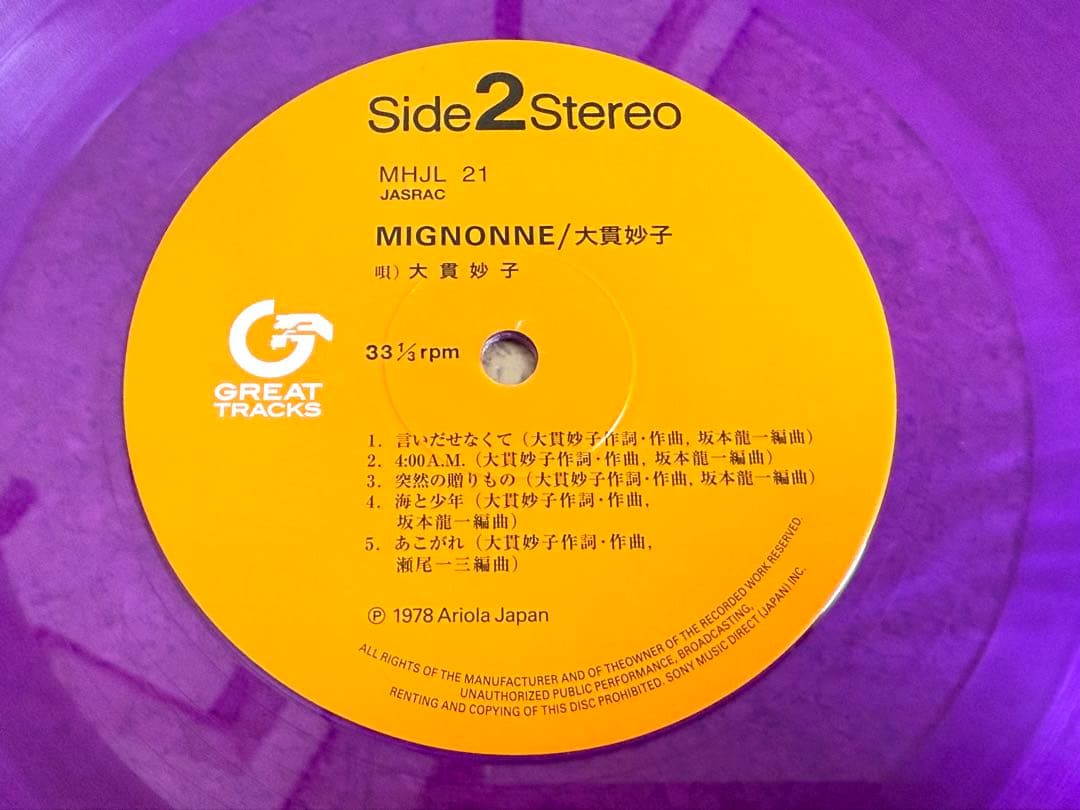 Side 2 Stereo
MHJL 21
JASRAC
MIGNONNE/大貫妙子
唄）大貫妙子
GREAT
TRACKS
33 1/3 rpm
1. 言いだせなくて（大貫妙子作詞・作曲, 坂本龍一編曲）
2. 4:00A.M.（大貫妙子作詞・作曲, 坂本龍一編曲）
3. 突然の贈りもの（大貫妙子作詞・作曲, 坂本龍一編曲）
4. 海と少年（大貫妙子作詞・作曲,
坂本龍一編曲）
5. あこがれ（大貫妙子作詞・作曲,
瀬尾一三編曲）
Ⓟ 1978 Ariola Japan
ALL RIGHTS OF THE MANUFACTURER AND OF THEOWNER OF THE RECORDED WORK RESERVED.
UNAUTHORIZED PUBLIC PERFORMANCE, BROADCASTING,
RENTING AND COPYING OF THIS DISC PROHIBITED. SONY MUSIC DIRECT (JAPAN) INC.